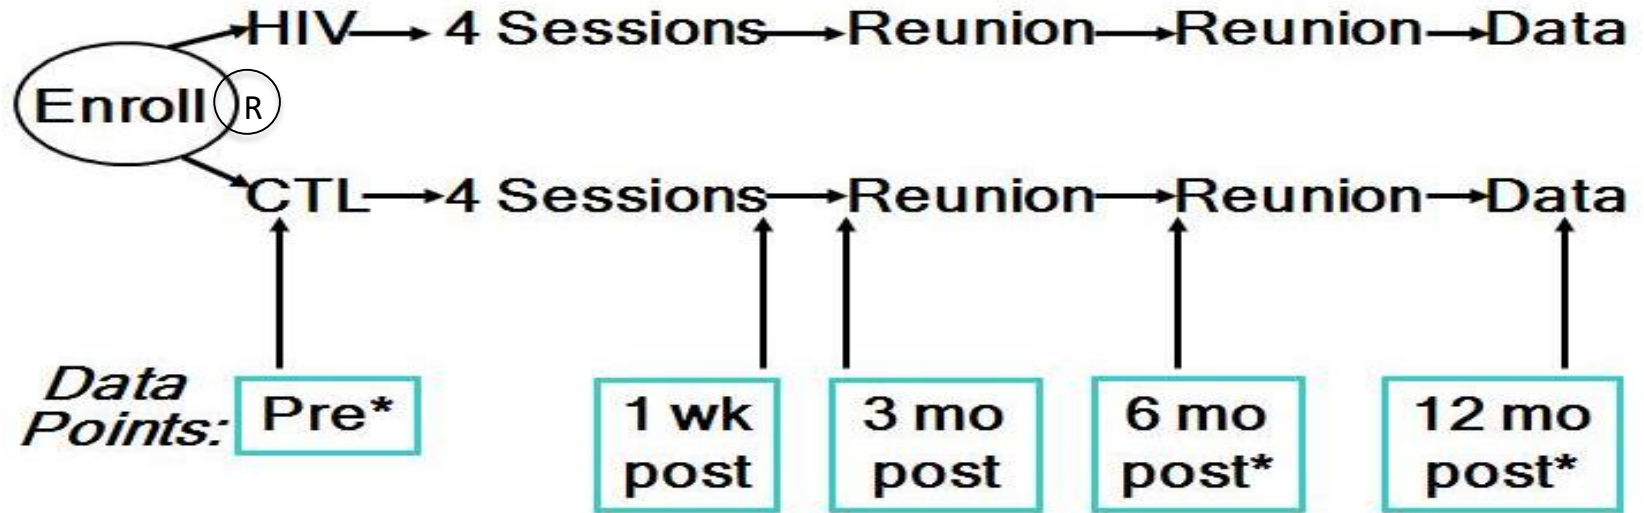 HIV 4 Sessions Reunion Reunion Data
Enroll R
CTL 4 Sessions Reunion Reunion Data
Data
Points:
Pre*
1 wk
post
3 mo
post
6 mo
post*
12 mo
post*